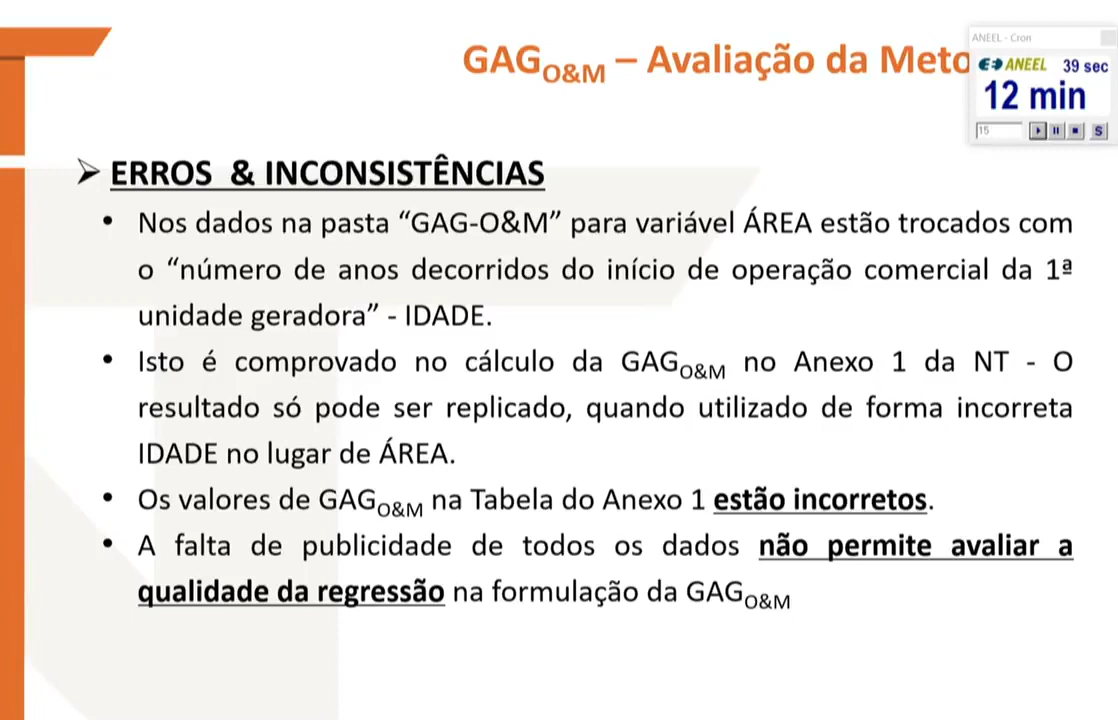 GAGO&M – Avaliação da Meto
ANEEL - Cron
ANEEL 39 sec
12 min
15
S
ERROS & INCONSISTÊNCIAS
• Nos dados na pasta “GAG-O&M” para variável ÁREA estão trocados com
o “número de anos decorridos do início de operação comercial da 1ª
unidade geradora” - IDADE.
• Isto é comprovado no cálculo da GAGO&M no Anexo 1 da NT - O
resultado só pode ser replicado, quando utilizado de forma incorreta
IDADE no lugar de ÁREA.
• Os valores de GAGO&M na Tabela do Anexo 1 estão incorretos.
• A falta de publicidade de todos os dados não permite avaliar a
qualidade da regressão na formulação da GAGO&M